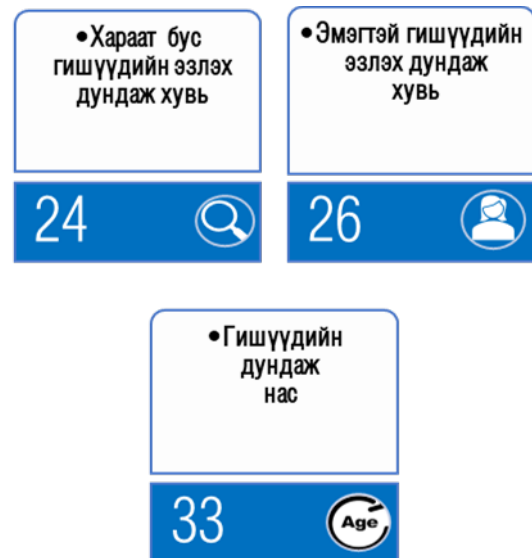 •Хараат бус
гишүүдийн эзлэх
дундаж хувь
24
•Эмэгтэй гишүүдийн
эзлэх дундаж
хувь
26
•Гишүүдийн
дундаж
нас
33
Age